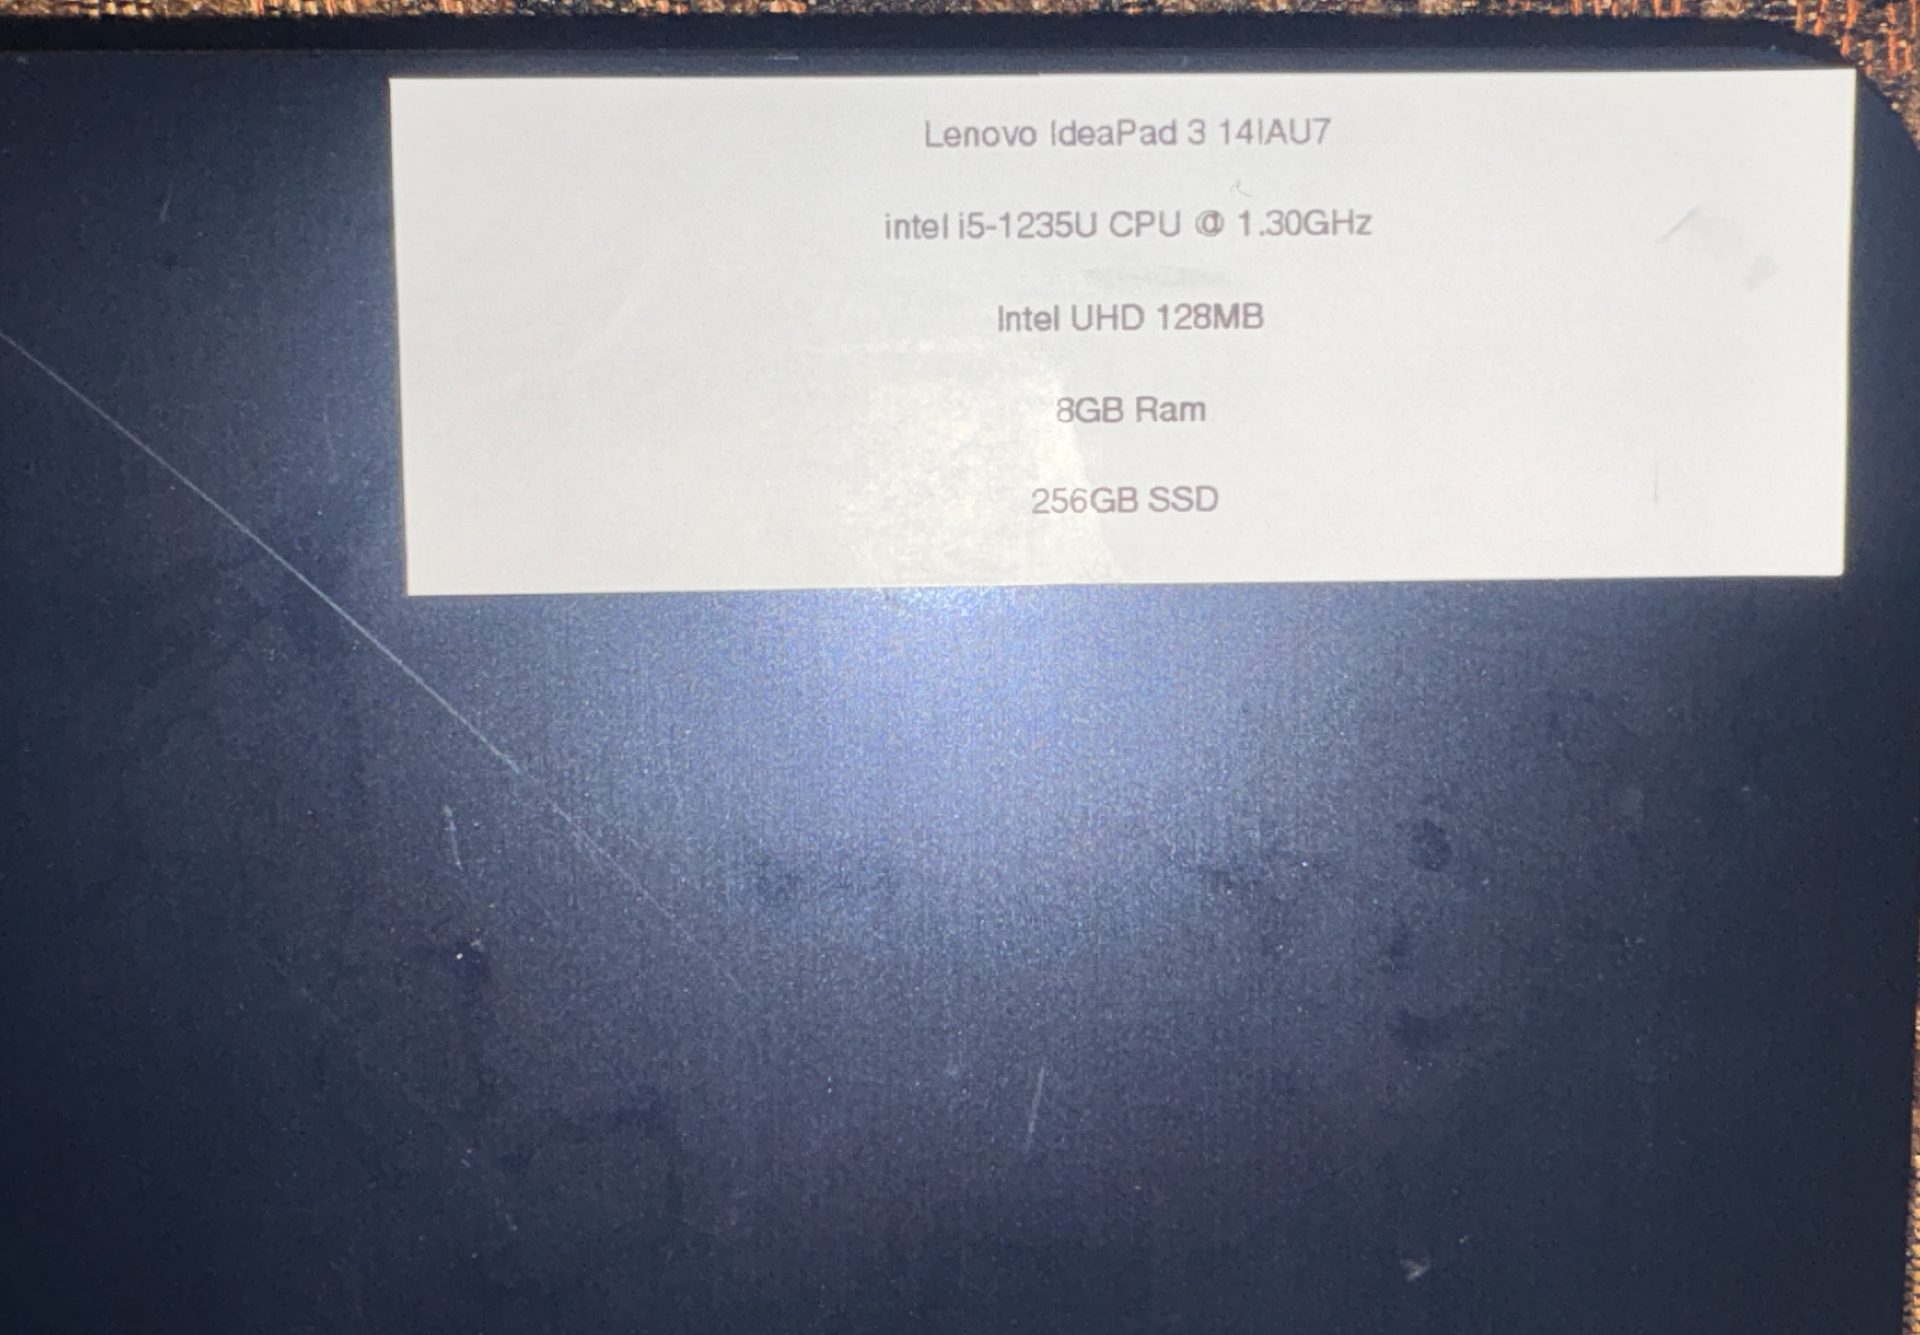 Lenovo IdeaPad 3 14IAU7
intel i5-1235U CPU @ 1.30GHz
Intel UHD 128MB
8GB Ram
256GB SSD